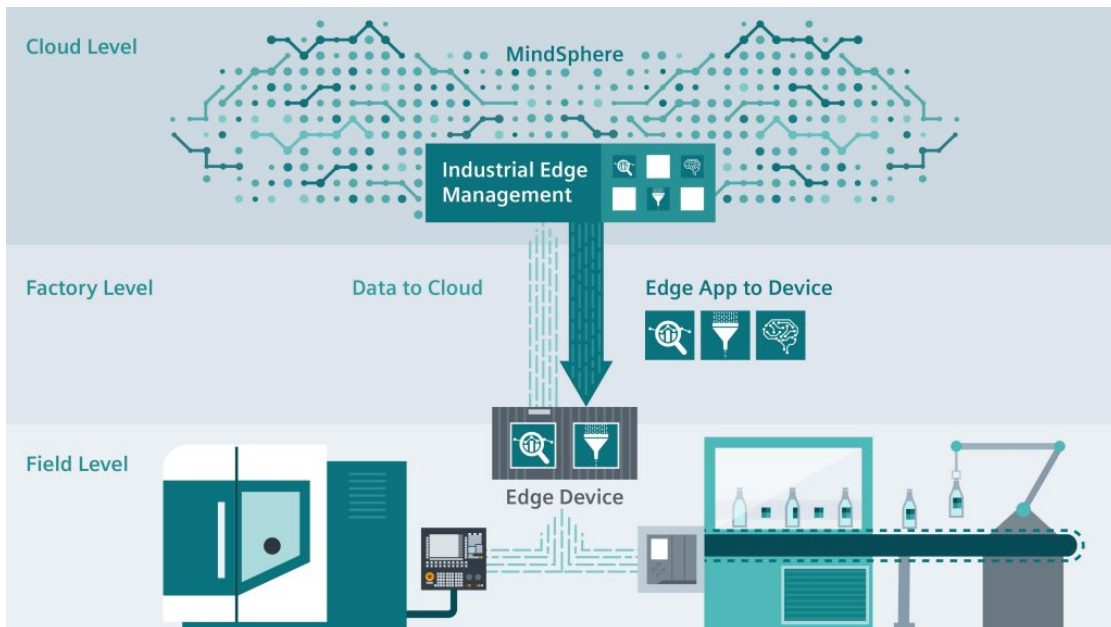 Cloud Level
MindSphere
Industrial Edge
Management
Factory Level
Data to Cloud
Edge App to Device
Field Level
Edge Device